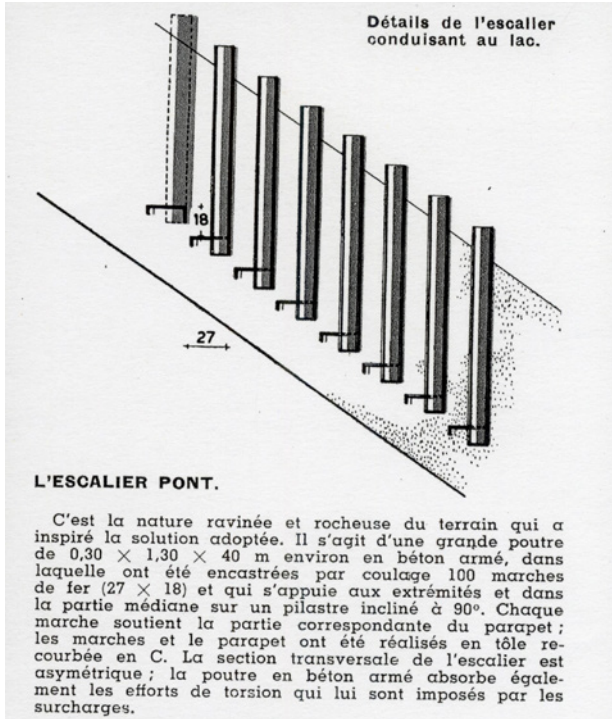 Détails de l'escalier
conduisant au lac.
18
27
L'ESCALIER PONT.
C'est la nature ravinée et rocheuse du terrain qui a
inspiré la solution adoptée. Il s'agit d'une grande poutre
de 0,30 × 1,30 × 40 m environ en béton armé, dans
laquelle ont été encastrées par coulage 100 marches
de fer (27 × 18) et qui s'appuie aux extrémités et dans
la partie médiane sur un pilastre incliné à 90°. Chaque
marche soutient la partie correspondante du parapet ;
les marches et le parapet ont été réalisés en tôle re-
courbée en C. La section transversale de l'escalier est
asymétrique ; la poutre en béton armé absorbe égale-
ment les efforts de torsion qui lui sont imposés par les
surcharges.